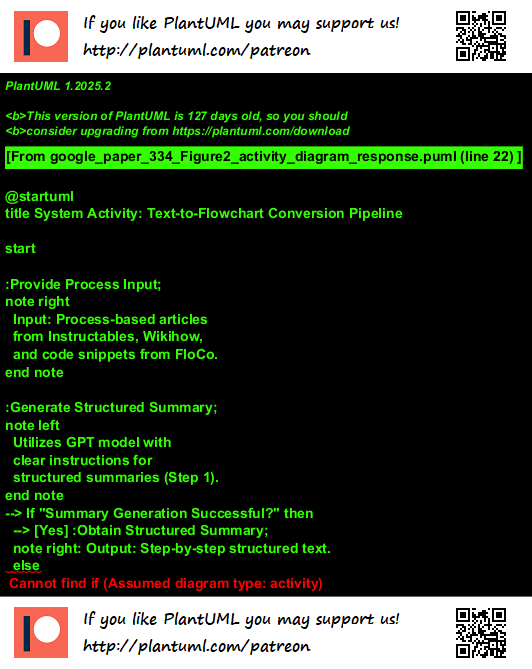 If you like PlantUML you may support us!
http://plantuml.com/patreon
PlantUML 1.2025.2
<b>This version of PlantUML is 127 days old, so you should
<b>consider upgrading from https://plantuml.com/download
[From google_paper_334_Figure2_activity_diagram_response.puml (line 22) ]
@startuml
title System Activity: Text-to-Flowchart Conversion Pipeline
start
:Provide Process Input;
note right
Input: Process-based articles
from Instructables, Wikihow,
and code snippets from FloCo.
end note
:Generate Structured Summary;
note left
Utilizes GPT model with
clear instructions for
structured summaries (Step 1).
end note
--> If "Summary Generation Successful?" then
--> [Yes] :Obtain Structured Summary;
note right: Output: Step-by-step structured text.
else
Cannot find if (Assumed diagram type: activity)
If you like PlantUML you may support us!
http://plantuml.com/patreon